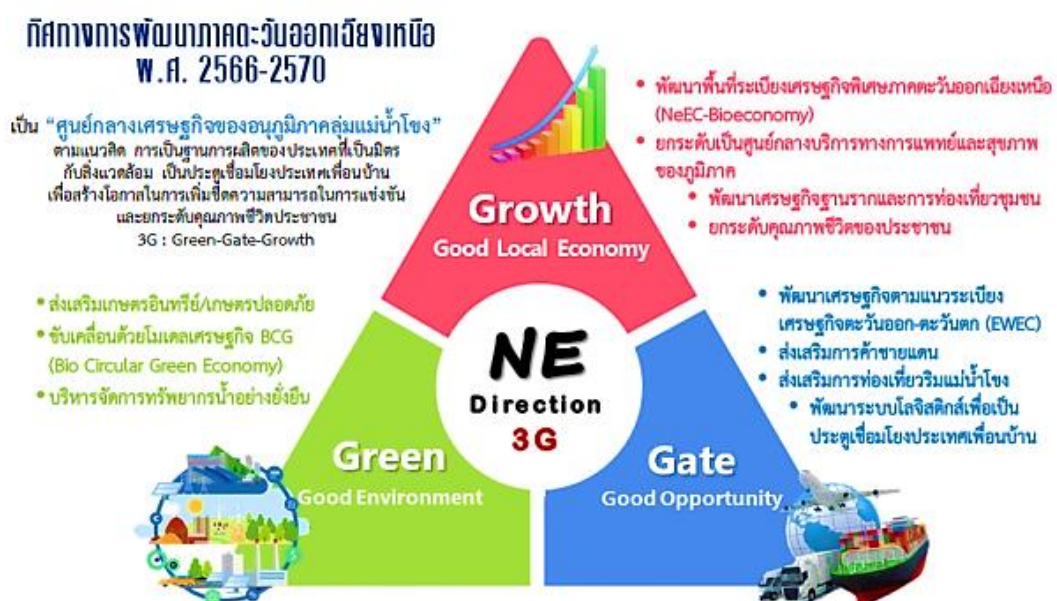 ทิศทางการพัฒนาภาคตะวันออกเฉียงเหนือ
พ.ศ. 2566-2570
เป็น “ศูนย์กลางเศรษฐกิจของอนุภูมิภาคลุ่มแม่น้ำโขง”
ตามแนวคิด การเป็นฐานการผลิตของประเทศที่เป็นมิตร
กับสิ่งแวดล้อม เป็นประตูเชื่อมโยงประเทศเพื่อนบ้าน
เพื่อสร้างโอกาสในการเพิ่มขีดความสามารถในการแข่งขัน
และยกระดับคุณภาพชีวิตประชาชน
3G : Green-Gate-Growth
• พัฒนาพื้นที่ระเบียงเศรษฐกิจพิเศษภาคตะวันออกเฉียงเหนือ
(NeEC-Bioeconomy)
• ยกระดับเป็นศูนย์กลางบริการทางการแพทย์และสุขภาพ
ของภูมิภาค
• พัฒนาเศรษฐกิจฐานรากและการท่องเที่ยวชุมชน
• ยกระดับคุณภาพชีวิตของประชาชน
Growth
Good Local Economy
• ส่งเสริมเกษตรอินทรีย์/เกษตรปลอดภัย
• ขับเคลื่อนด้วยโมเดลเศรษฐกิจ BCG
(Bio Circular Green Economy)
• บริหารจัดการทรัพยากรน้ำอย่างยั่งยืน
NE
Direction
3G
• พัฒนาเศรษฐกิจตามแนวระเบียง
เศรษฐกิจตะวันออก-ตะวันตก (EWEC)
• ส่งเสริมการค้าชายแดน
• ส่งเสริมการท่องเที่ยวริมแม่น้ำโขง
• พัฒนาระบบโลจิสติกส์เพื่อเป็น
ประตูเชื่อมโยงประเทศเพื่อนบ้าน
Green
Good Environment
Gate
Good Opportunity